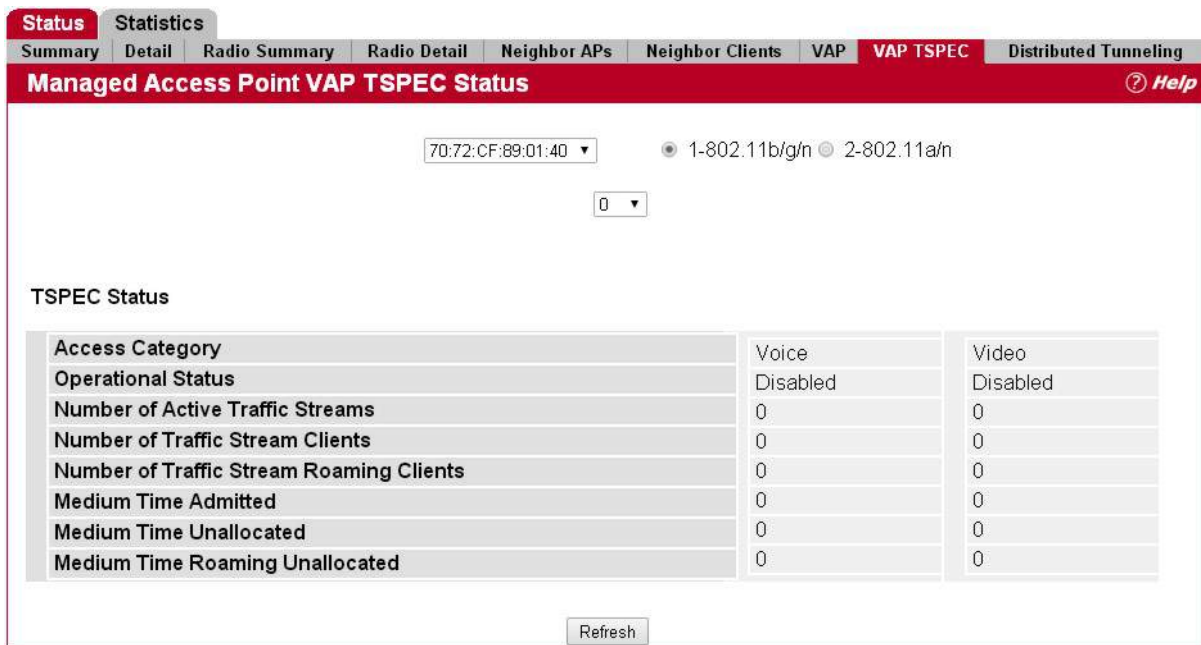 Status Statistics
Summary Detail Radio Summary Radio Detail Neighbor APs Neighbor Clients VAP VAP TSPEC Distributed Tunneling
Managed Access Point VAP TSPEC Status ? Help
70:72:CF:89:01:40 1-802.11b/g/n 2-802.11a/n
0
TSPEC Status
Access Category Voice Video
Operational Status Disabled Disabled
Number of Active Traffic Streams 0 0
Number of Traffic Stream Clients 0 0
Number of Traffic Stream Roaming Clients 0 0
Medium Time Admitted 0 0
Medium Time Unallocated 0 0
Medium Time Roaming Unallocated 0 0
Refresh